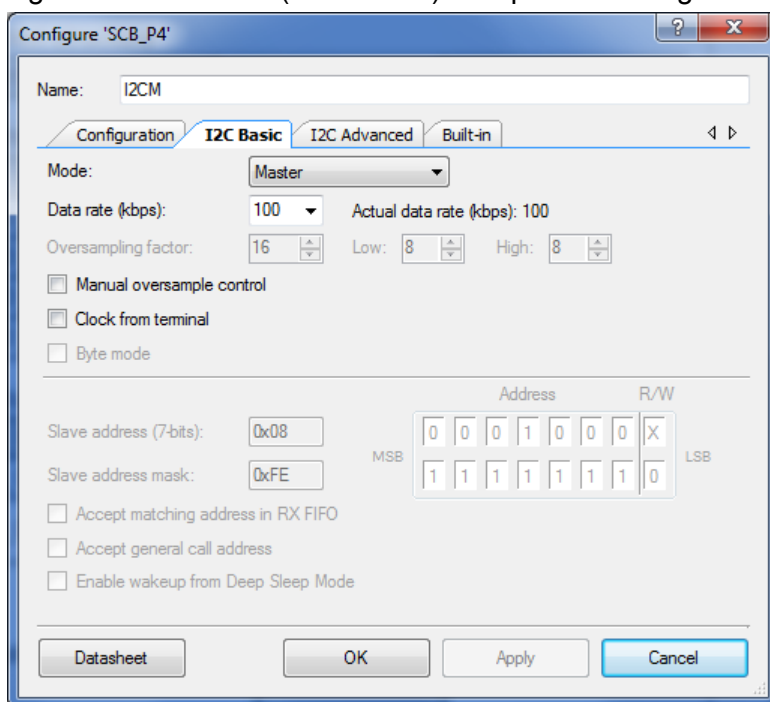 Configure 'SCB_P4'
Name: I2CM
Configuration I2C Basic I2C Advanced Built-in
Mode: Master
Data rate (kbps): 100 Actual data rate (kbps): 100
Oversampling factor: 16 Low: 8 High: 8
Manual oversample control
Clock from terminal
Byte mode
Address R/W
Slave address (7-bits): 0x08 0 0 0 1 0 0 0 X
MSB LSB
Slave address mask: 0xFE 1 1 1 1 1 1 1 0
Accept matching address in RX FIFO
Accept general call address
Enable wakeup from Deep Sleep Mode
Datasheet OK Apply Cancel